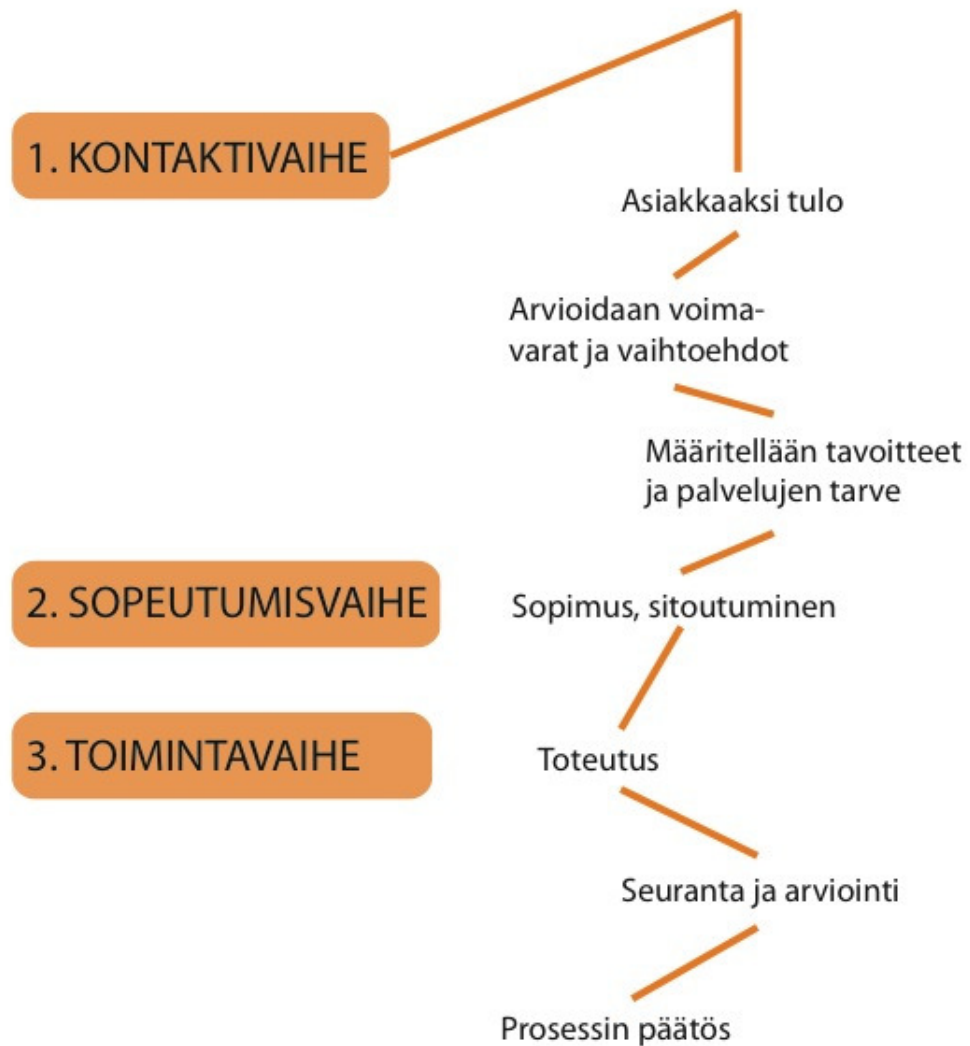 1. KONTAKTIVAIHE
Asiakkaaksi tulo
Arvioidaan voima-
varat ja vaihtoehdot
Määritellään tavoitteet
ja palvelujen tarve
2. SOPEUTUMISVAIHE
Sopimus, sitoutuminen
3. TOIMINTAVAIHE
Toteutus
Seuranta ja arviointi
Prosessin päätös